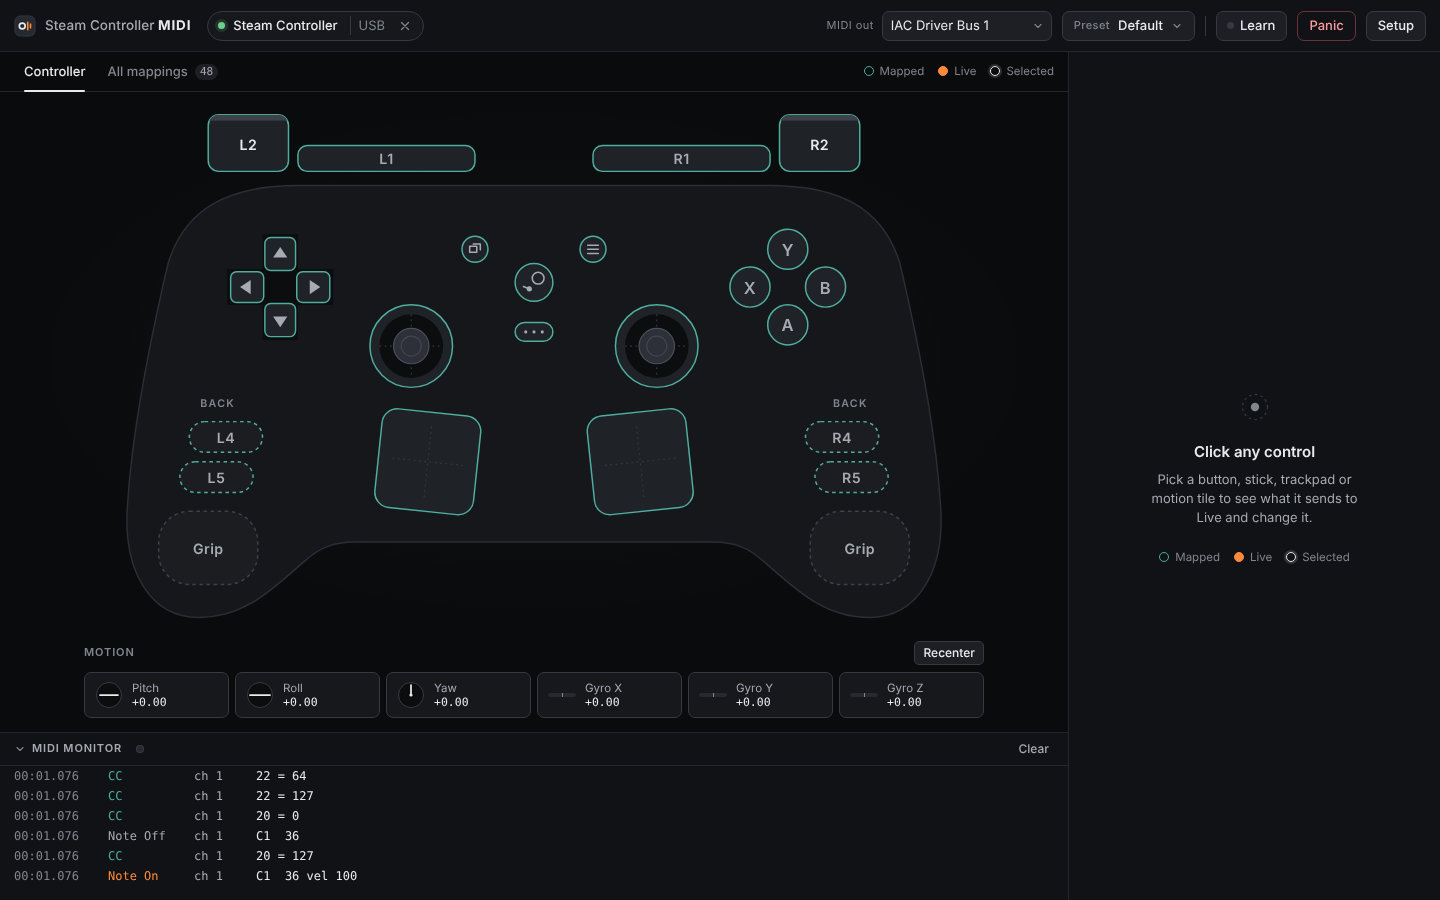 Steam Controller MIDI
Steam Controller USB
MIDI out IAC Driver Bus 1
Preset Default
Learn
Panic
Setup
Controller
All mappings 48
Mapped Live Selected
L2
L1
R1
R2
Y
X
B
A
BACK
L4
L5
Grip
BACK
R4
R5
Grip
MOTION
Recenter
Pitch
+0.00
Roll
+0.00
Yaw
+0.00
Gyro X
+0.00
Gyro Y
+0.00
Gyro Z
+0.00
MIDI MONITOR
Clear
00:01.076 CC ch 1 22 = 64
00:01.076 CC ch 1 22 = 127
00:01.076 CC ch 1 20 = 0
00:01.076 Note Off ch 1 C1 36
00:01.076 CC ch 1 20 = 127
00:01.076 Note On ch 1 C1 36 vel 100
Click any control
Pick a button, stick, trackpad or
motion tile to see what it sends to
Live and change it.
Mapped Live Selected